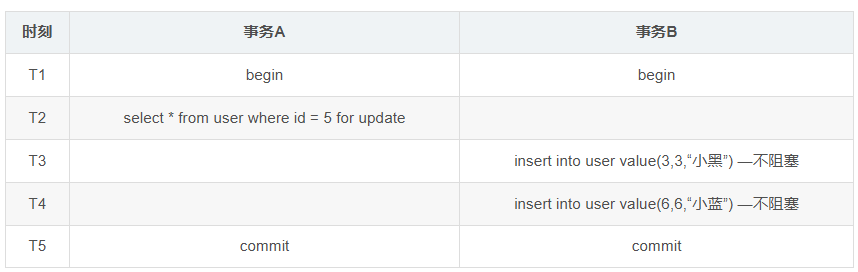 时刻 事务A 事务B
T1 begin begin
T2 select * from user where id = 5 for update
T3 insert into user value(3,3,“小黑”) —不阻塞
T4 insert into user value(6,6,“小蓝”) —不阻塞
T5 commit commit